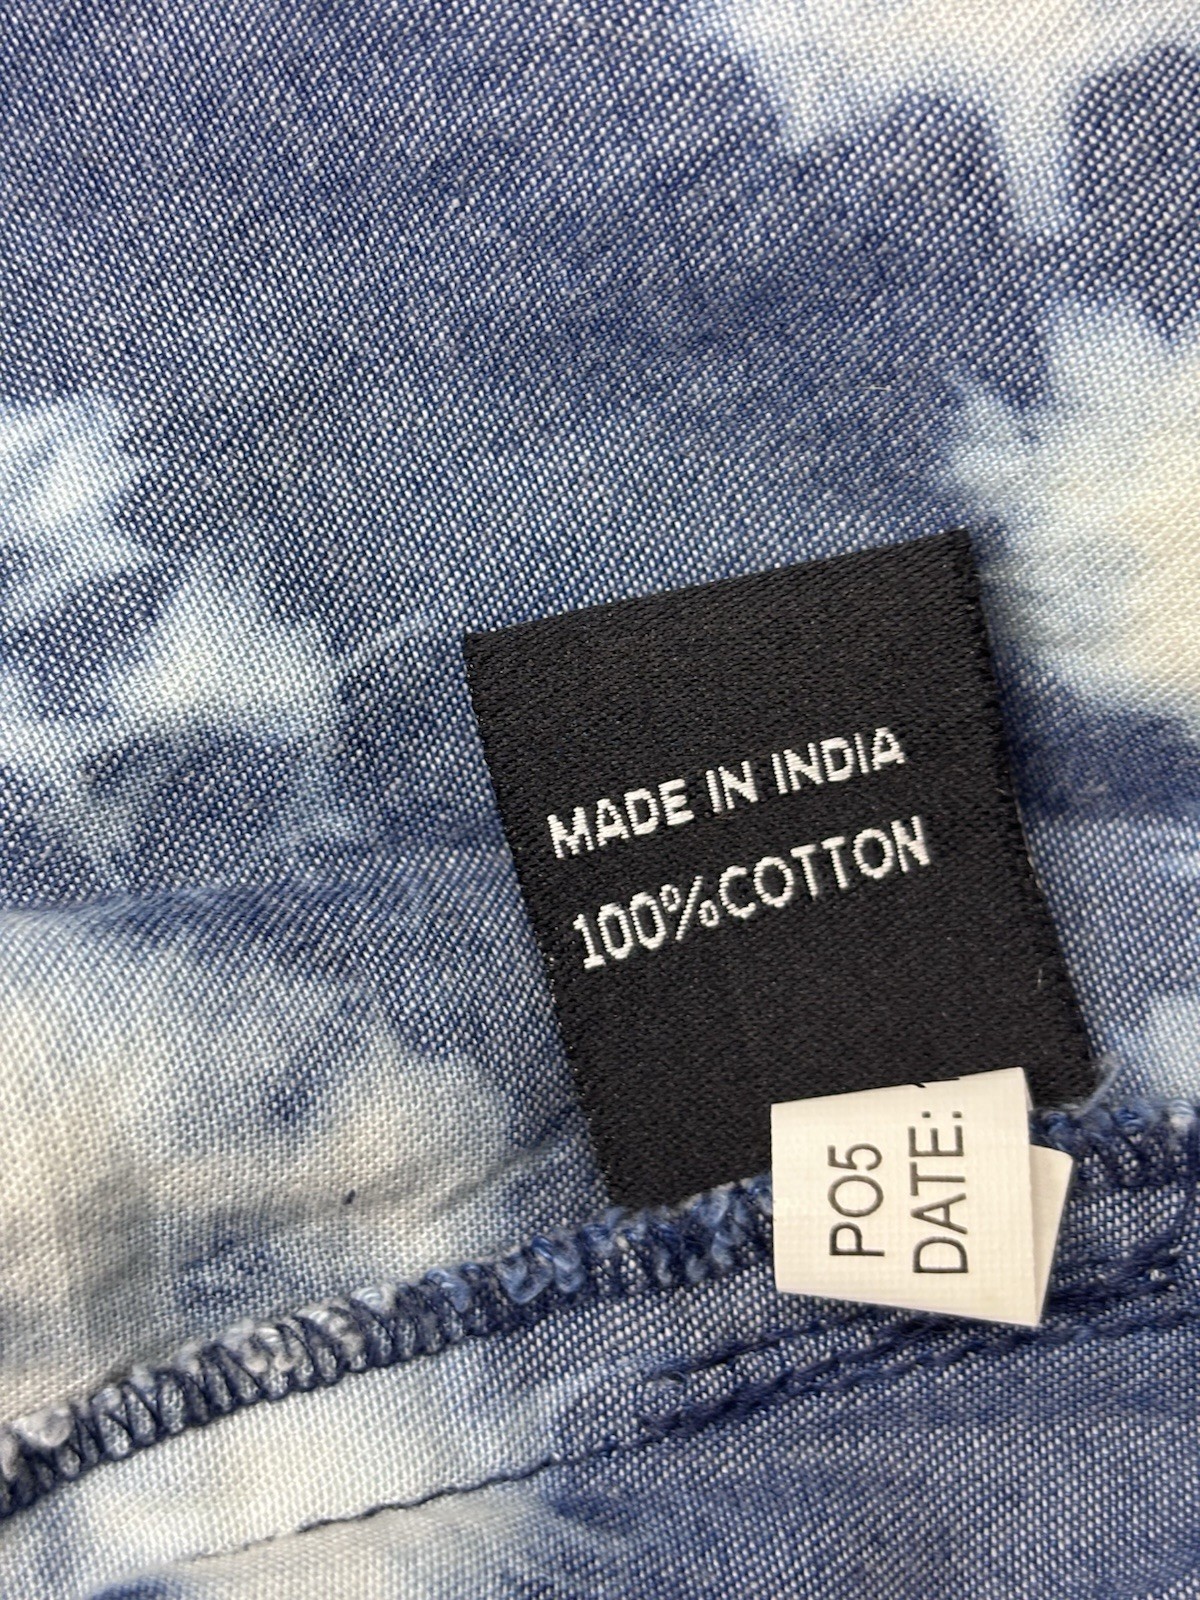 MADE IN INDIA
100%COTTON
PO5
DATE: